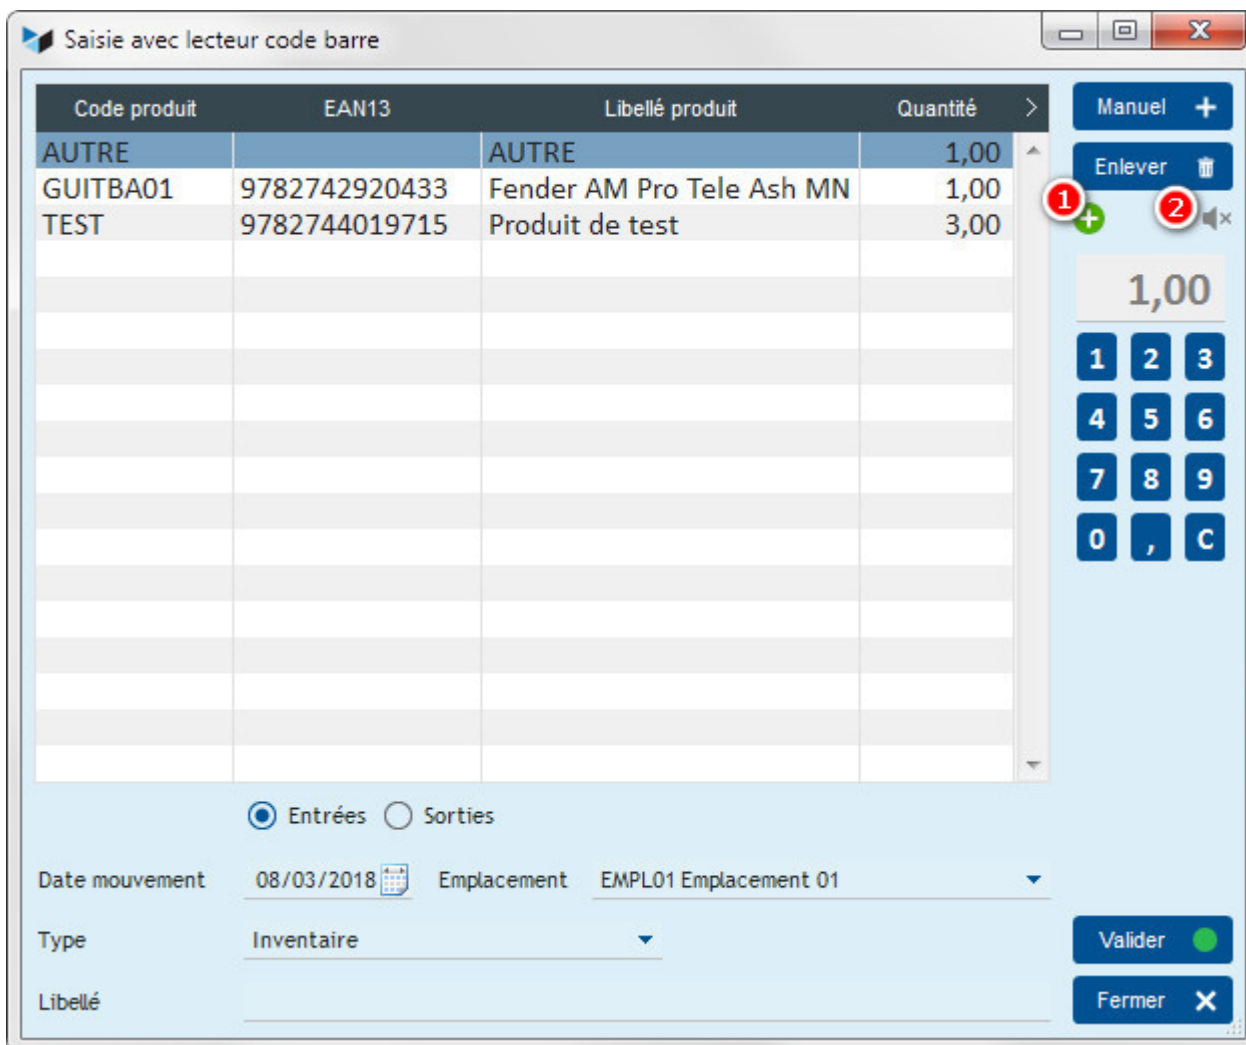 Saisie avec lecteur code barre
Code produit EAN13 Libellé produit Quantité >
AUTRE AUTRE 1,00
GUITBA01 9782742920433 Fender AM Pro Tele Ash MN 1,00
TEST 9782744019715 Produit de test 3,00
Manuel +
Enlever
1 2
1,00
1 2 3
4 5 6
7 8 9
0 , C
Entrées Sorties
Date mouvement 08/03/2018 Emplacement EMPL01 Emplacement 01
Type Inventaire
Valider
Libellé
Fermer X